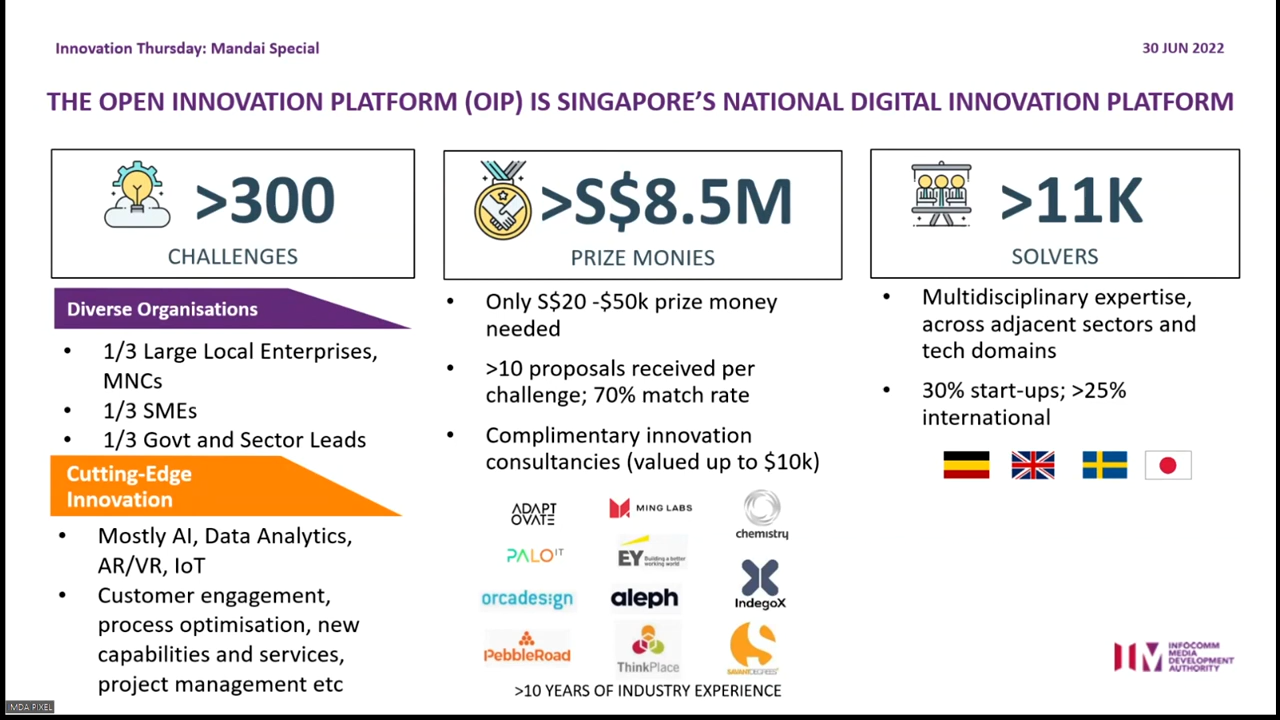 Innovation Thursday: Mandai Special
30 JUN 2022
THE OPEN INNOVATION PLATFORM (OIP) IS SINGAPORE'S NATIONAL DIGITAL INNOVATION PLATFORM
>300
CHALLENGES
Diverse Organisations
• 1/3 Large Local Enterprises,
MNCs
• 1/3 SMEs
• 1/3 Govt and Sector Leads
Cutting-Edge
Innovation
• Mostly AI, Data Analytics,
AR/VR, IoT
• Customer engagement,
process optimisation, new
capabilities and services,
project management etc
>S$8.5M
PRIZE MONIES
• Only S$20 -$50k prize money
needed
• >10 proposals received per
challenge; 70% match rate
• Complimentary innovation
consultancies (valued up to $10k)
ADAPT
OVATE
MING LABS
chemistry
PALO IT
EY Building a better
working world
orcadesign
aleph
IndegoX
PebbleRoad
ThinkPlace
SAVANTDEGREES
>10 YEARS OF INDUSTRY EXPERIENCE
>11K
SOLVERS
• Multidisciplinary expertise,
across adjacent sectors and
tech domains
• 30% start-ups; >25%
international
INFOCOMM
MEDIA
DEVELOPMENT
AUTHORITY
IMDA PIXEL